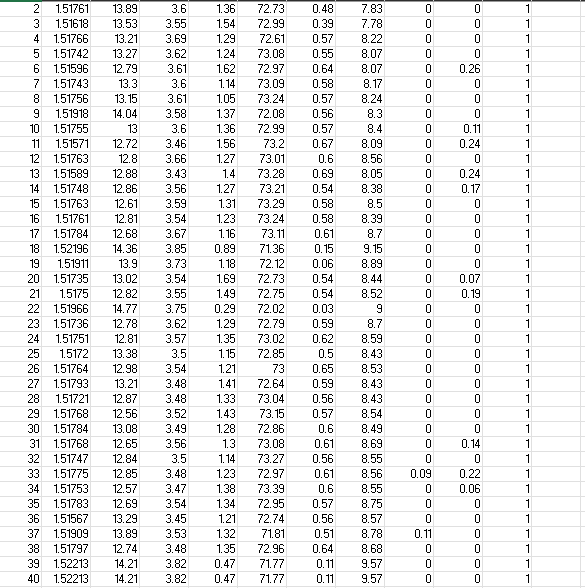 2 1.51761 13.89 3.6 1.36 72.73 0.48 7.83 0 0 1
3 1.51618 13.53 3.55 1.54 72.99 0.39 7.78 0 0 1
4 1.51766 13.21 3.69 1.29 72.61 0.57 8.22 0 0 1
5 1.51742 13.27 3.62 1.24 73.08 0.55 8.07 0 0 1
6 1.51596 12.79 3.61 1.62 72.97 0.64 8.07 0 0.26 1
7 1.51743 13.3 3.6 1.14 73.09 0.58 8.17 0 0 1
8 1.51756 13.15 3.61 1.05 73.24 0.57 8.24 0 0 1
9 1.51918 14.04 3.58 1.37 72.08 0.56 8.3 0 0 1
10 1.51755 13 3.6 1.36 72.99 0.57 8.4 0 0.11 1
11 1.51571 12.72 3.46 1.56 73.2 0.67 8.09 0 0.24 1
12 1.51763 12.8 3.66 1.27 73.01 0.6 8.56 0 0 1
13 1.51589 12.88 3.43 1.4 73.28 0.69 8.05 0 0.24 1
14 1.51748 12.86 3.56 1.27 73.21 0.54 8.38 0 0.17 1
15 1.51763 12.61 3.59 1.31 73.29 0.58 8.5 0 0 1
16 1.51761 12.81 3.54 1.23 73.24 0.58 8.39 0 0 1
17 1.51784 12.68 3.67 1.16 73.11 0.61 8.7 0 0 1
18 1.52196 14.36 3.85 0.89 71.36 0.15 9.15 0 0 1
19 1.51911 13.9 3.73 1.18 72.12 0.06 8.89 0 0 1
20 1.51735 13.02 3.54 1.69 72.73 0.54 8.44 0 0.07 1
21 1.5175 12.82 3.55 1.49 72.75 0.54 8.52 0 0.19 1
22 1.51966 14.77 3.75 0.29 72.02 0.03 9 0 0 1
23 1.51736 12.78 3.62 1.29 72.79 0.59 8.7 0 0 1
24 1.51751 12.81 3.57 1.35 73.02 0.62 8.59 0 0 1
25 1.5172 13.38 3.5 1.15 72.85 0.5 8.43 0 0 1
26 1.51764 12.98 3.54 1.21 73 0.65 8.53 0 0 1
27 1.51793 13.21 3.48 1.41 72.64 0.59 8.43 0 0 1
28 1.51721 12.87 3.48 1.33 73.04 0.56 8.43 0 0 1
29 1.51768 12.56 3.52 1.43 73.15 0.57 8.54 0 0 1
30 1.51784 13.08 3.49 1.28 72.86 0.6 8.49 0 0 1
31 1.51768 12.65 3.56 1.3 73.08 0.61 8.69 0 0.14 1
32 1.51747 12.84 3.5 1.14 73.27 0.56 8.55 0 0 1
33 1.51775 12.85 3.48 1.23 72.97 0.61 8.56 0.09 0.22 1
34 1.51753 12.57 3.47 1.38 73.39 0.6 8.55 0 0.06 1
35 1.51783 12.69 3.54 1.34 72.95 0.57 8.75 0 0 1
36 1.51567 13.29 3.45 1.21 72.74 0.56 8.57 0 0 1
37 1.51909 13.89 3.53 1.32 71.81 0.51 8.78 0.11 0 1
38 1.51797 12.74 3.48 1.35 72.96 0.64 8.68 0 0 1
39 1.52213 14.21 3.82 0.47 71.77 0.11 9.57 0 0 1
40 1.52213 14.21 3.82 0.47 71.77 0.11 9.57 0 0 1